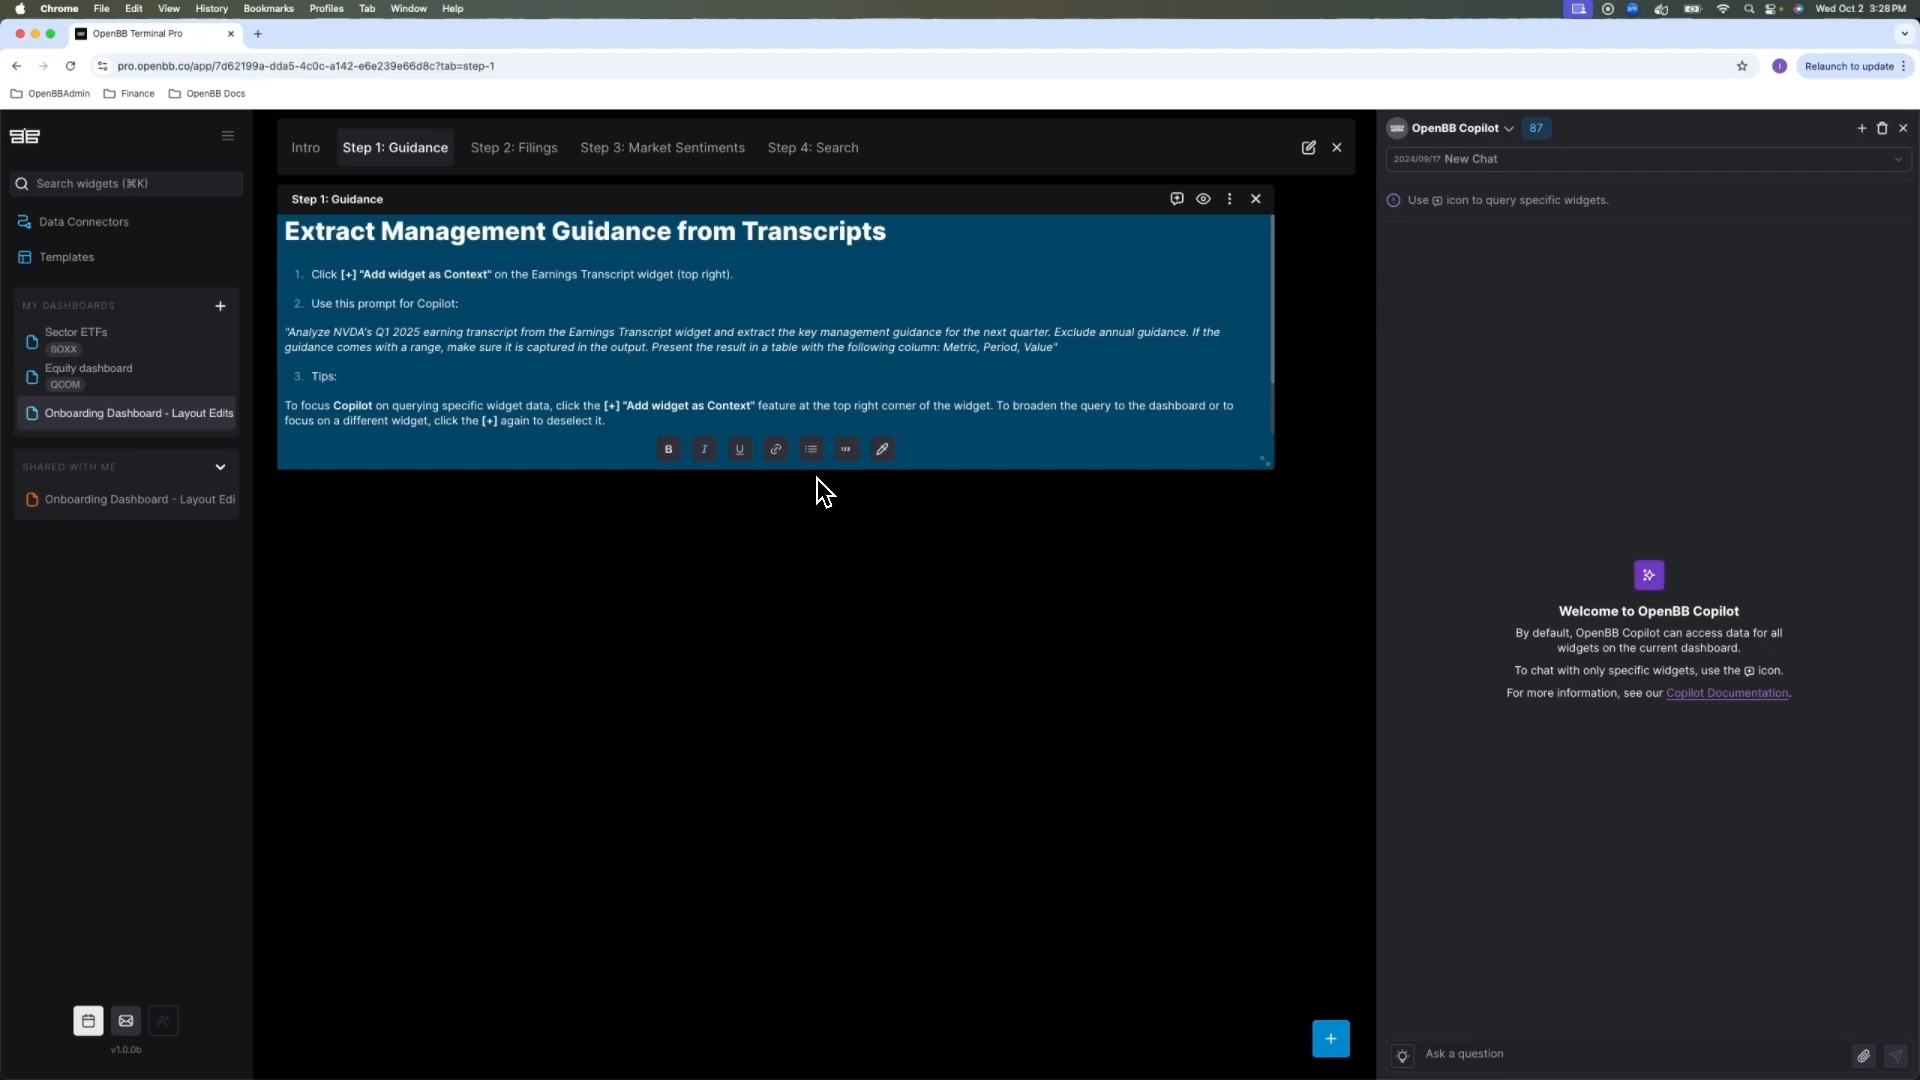 Chrome File Edit View History Bookmarks Profiles Tab Window Help
Wed Oct 2 3:28 PM
OpenBB Terminal Pro
pro.openbb.co/app/7d62199a-dda5-4c0c-a142-e6e239e66d8c?tab=step-1
Relaunch to update
OpenBBAdmin Finance OpenBB Docs
Search widgets (⌘K)
Data Connectors
Templates
MY DASHBOARDS
Sector ETFs
SOXX
Equity dashboard
QCOM
Onboarding Dashboard - Layout Edits
SHARED WITH ME
Onboarding Dashboard - Layout Edi
v1.0.0b
Intro Step 1: Guidance Step 2: Filings Step 3: Market Sentiments Step 4: Search
Step 1: Guidance
Extract Management Guidance from Transcripts
1. Click [+] "Add widget as Context" on the Earnings Transcript widget (top right).
2. Use this prompt for Copilot:
"Analyze NVDA's Q1 2025 earning transcript from the Earnings Transcript widget and extract the key management guidance for the next quarter. Exclude annual guidance. If the
guidance comes with a range, make sure it is captured in the output. Present the result in a table with the following column: Metric, Period, Value"
3. Tips:
To focus Copilot on querying specific widget data, click the [+] "Add widget as Context" feature at the top right corner of the widget. To broaden the query to the dashboard or to
focus on a different widget, click the [+] again to deselect it.
B I U 123
OpenBB Copilot 87
2024/09/17 New Chat
Use icon to query specific widgets.
Welcome to OpenBB Copilot
By default, OpenBB Copilot can access data for all
widgets on the current dashboard.
To chat with only specific widgets, use the icon.
For more information, see our Copilot Documentation.
Ask a question